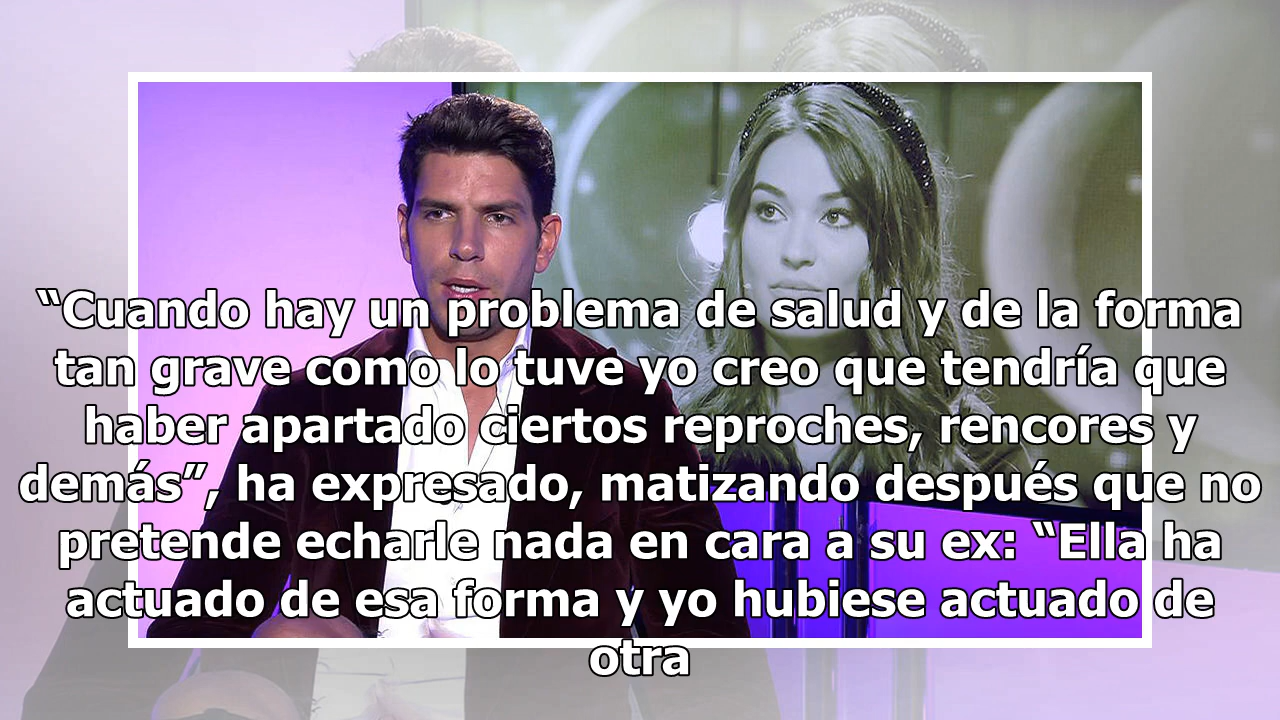 “Cuando hay un problema de salud y de la forma
tan grave como lo tuve yo creo que tendría que
haber apartado ciertos reproches, rencores y
demás”, ha expresado, matizando después que no
pretende echarle nada en cara a su ex: “Ella ha
actuado de esa forma y yo hubiese actuado de
otra